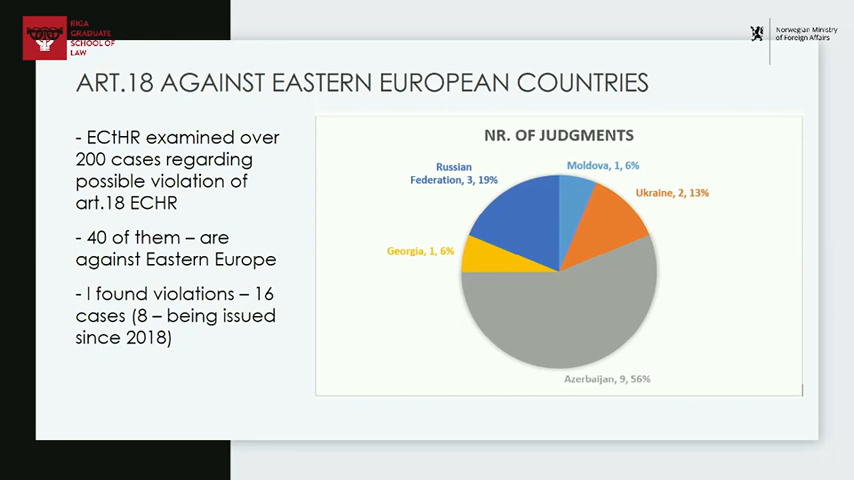 RIGA
GRADUATE
SCHOOL OF
LAW
Norwegian Ministry
of Foreign Affairs
ART.18 AGAINST EASTERN EUROPEAN COUNTRIES
- ECtHR examined over
200 cases regarding
possible violation of
art.18 ECHR
- 40 of them – are
against Eastern Europe
- I found violations – 16
cases (8 – being issued
since 2018)
NR. OF JUDGMENTS
Russian
Federation, 3, 19%
Moldova, 1, 6%
Ukraine, 2, 13%
Georgia, 1, 6%
Azerbaijan, 9, 56%